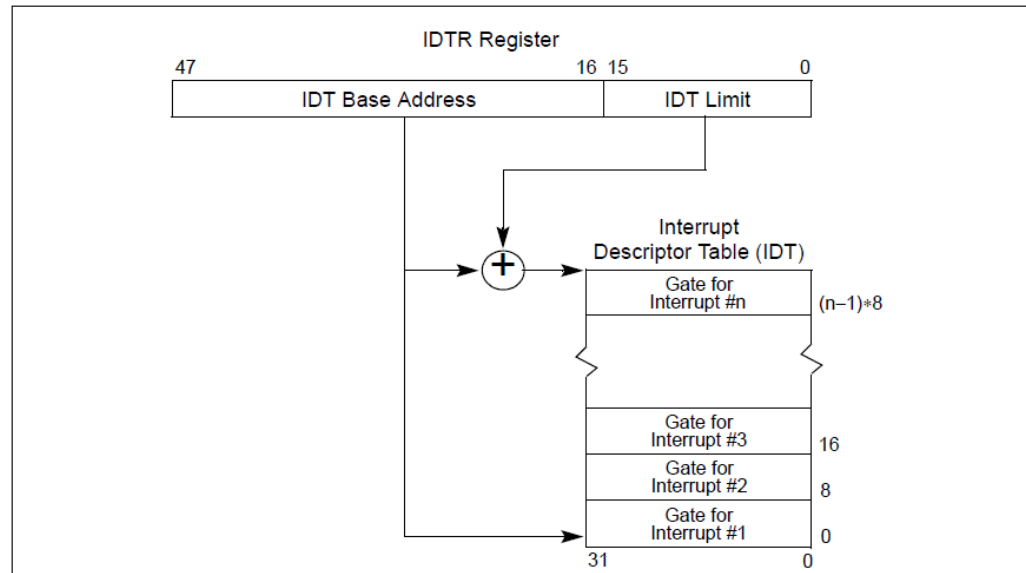 IDTR Register
47 16 15 0
IDT Base Address IDT Limit
Interrupt
Descriptor Table (IDT)
+
Gate for
Interrupt #n
(n–1)∗8
Gate for
Interrupt #3
16
Gate for
Interrupt #2
8
Gate for
Interrupt #1
0
31 0